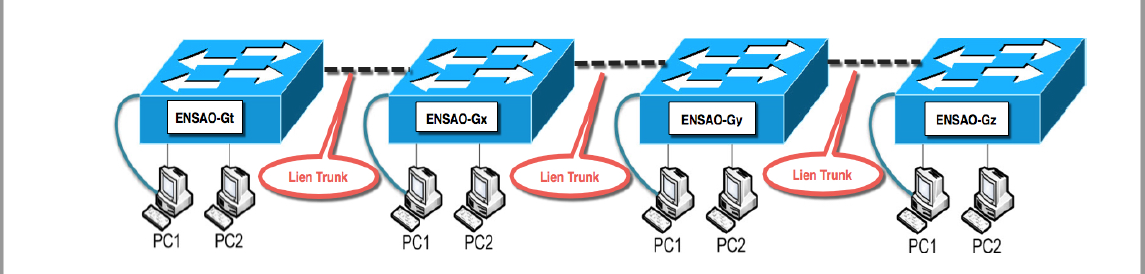 ENSAO-Gt
ENSAO-Gx
ENSAO-Gy
ENSAO-Gz
Lien Trunk
Lien Trunk
Lien Trunk
PC1
PC2
PC1
PC2
PC1
PC2
PC1
PC2